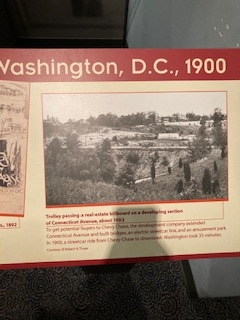 Washington, D.C., 1900
Trolley passing a real-estate billboard on a developing section
of Connecticut Avenue, about 1903
To get potential buyers to Chevy Chase, the development company extended
Connecticut Avenue and built bridges, an electric streetcar line, and an amusement park.
In 1900, a streetcar ride from Chevy Chase to downtown Washington took 35 minutes.
Courtesy of Robert A. Truax
1892